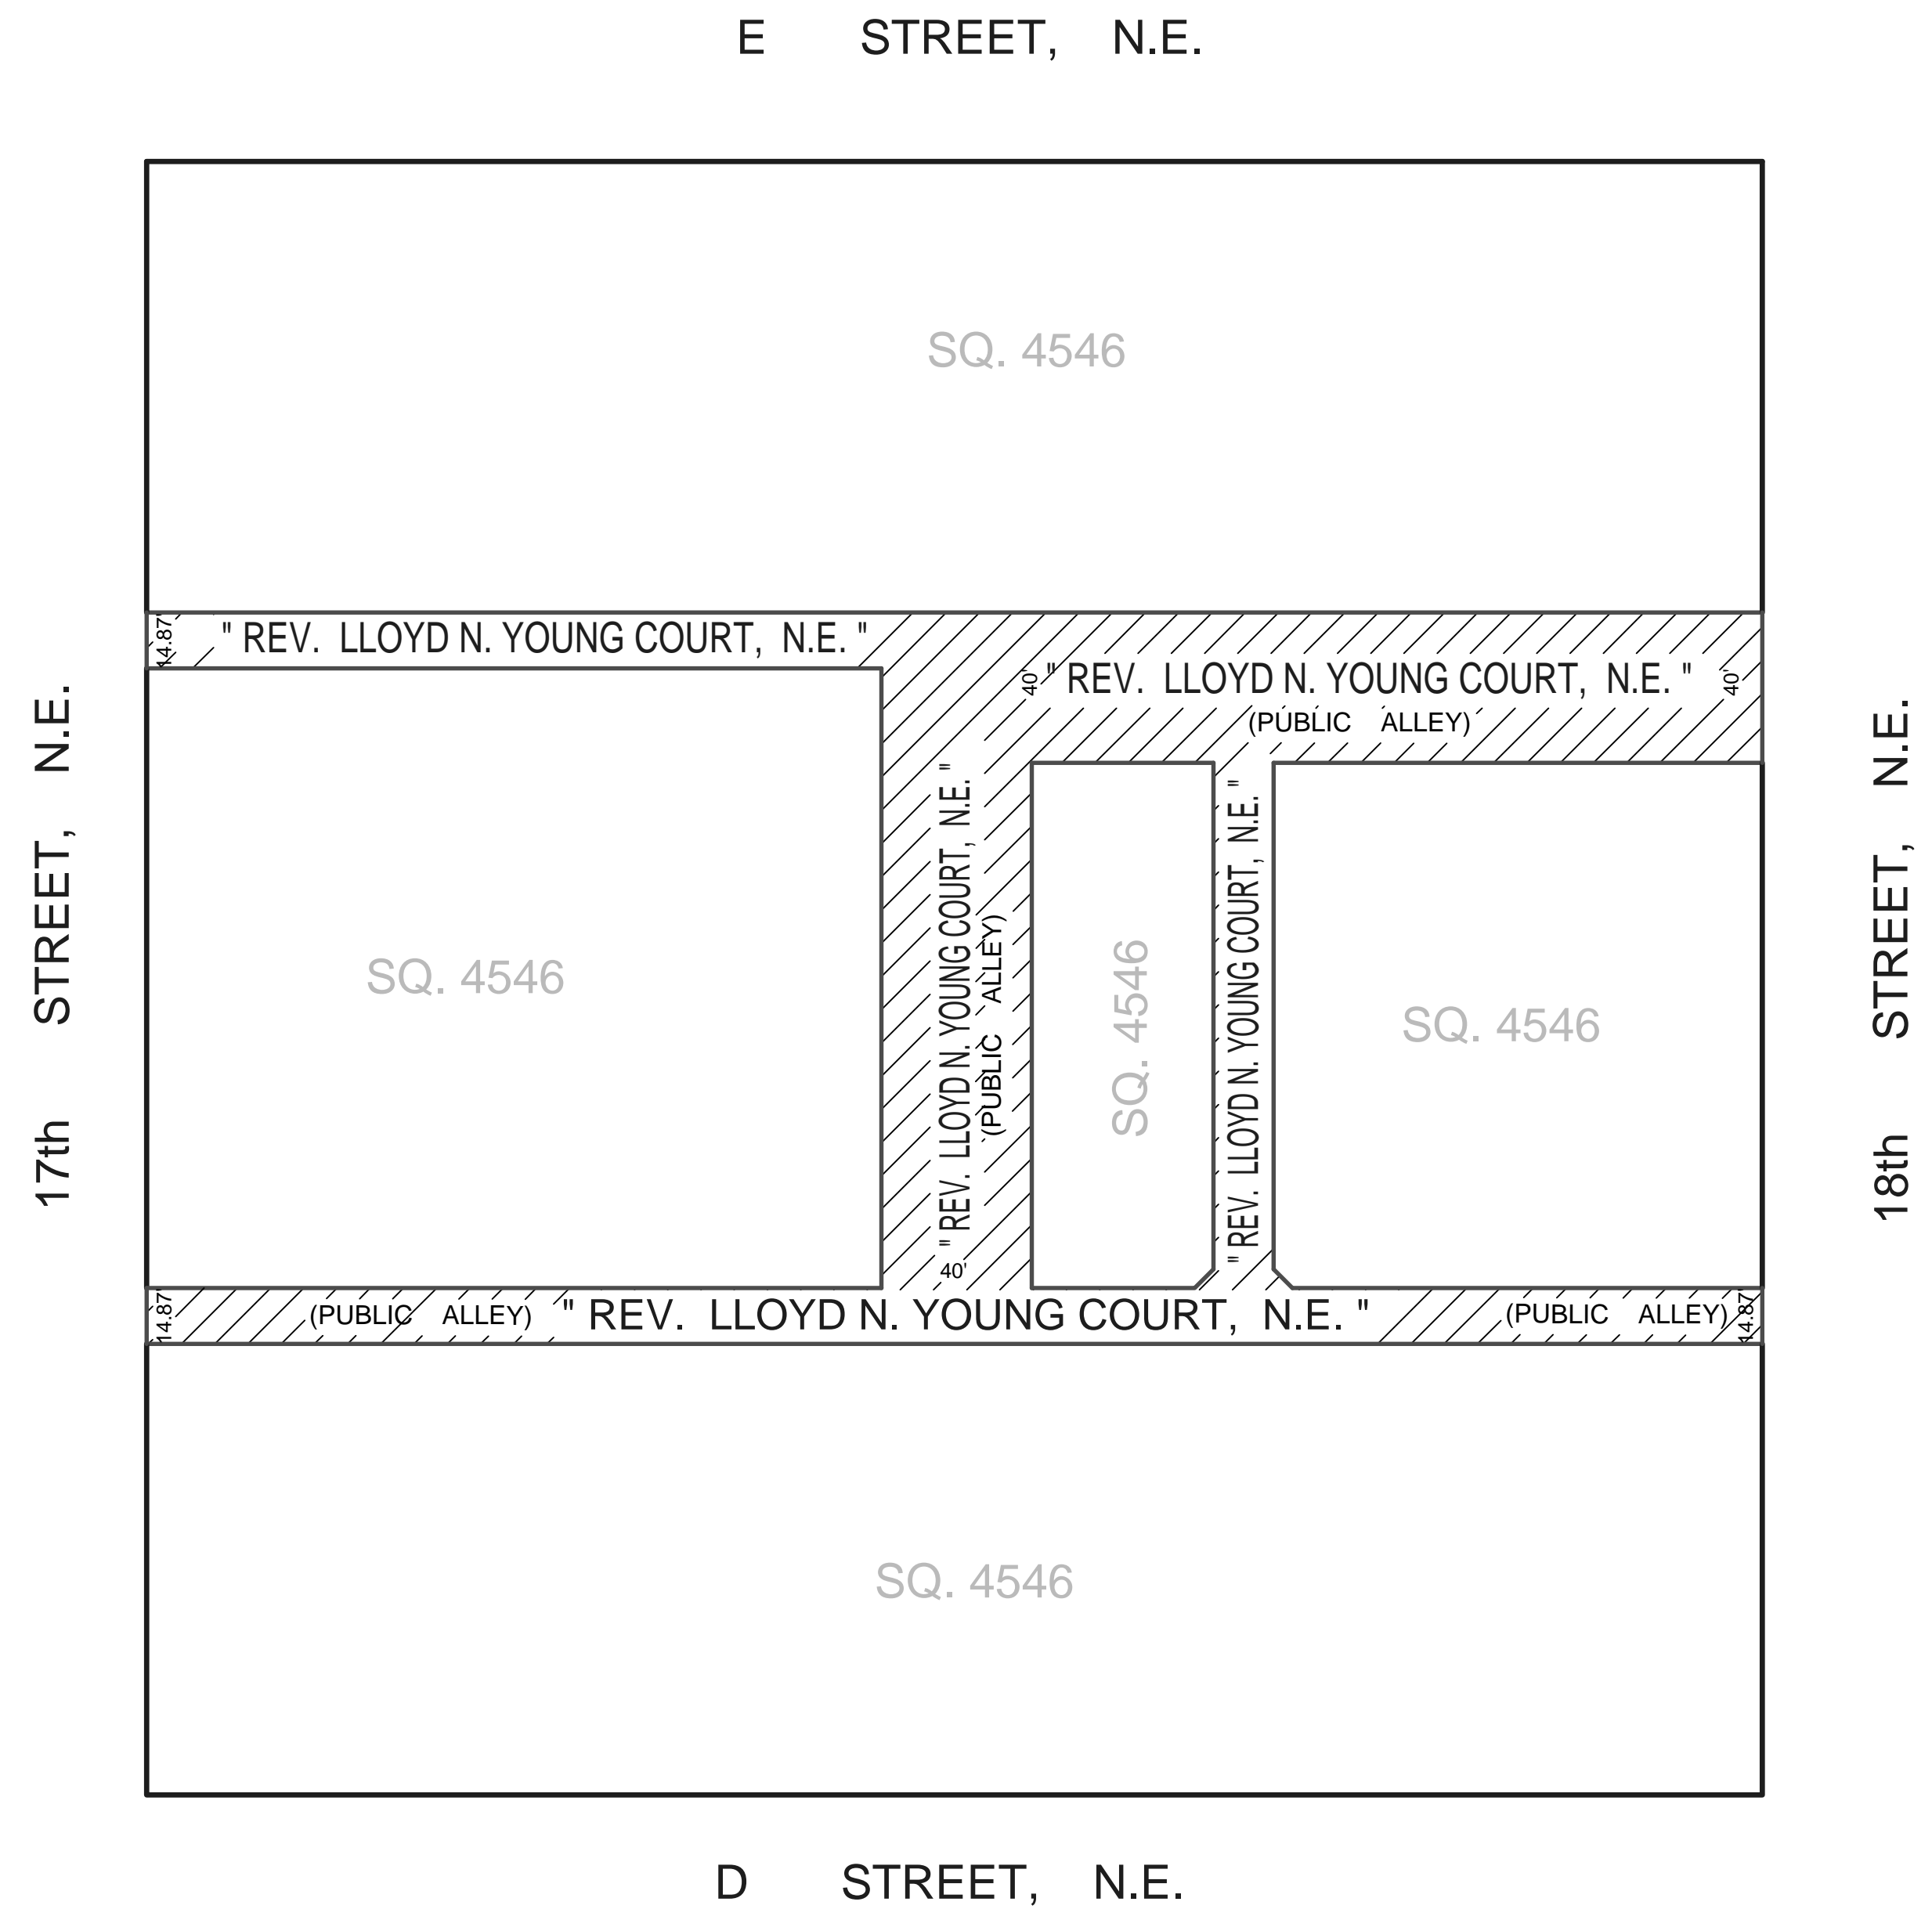 E STREET, N.E.
SQ. 4546
14.87'
" REV. LLOYD N. YOUNG COURT, N.E. "
40'
" REV. LLOYD N. YOUNG COURT, N.E. "
40'
(PUBLIC ALLEY)
17th STREET, N.E.
SQ. 4546
" REV. LLOYD N. YOUNG COURT, N.E. "
(PUBLIC ALLEY)
40'
SQ. 4546
" REV. LLOYD N. YOUNG COURT, N.E. "
SQ. 4546
18th STREET, N.E.
14.87'
(PUBLIC ALLEY)
" REV. LLOYD N. YOUNG COURT, N.E. "
(PUBLIC ALLEY)
14.87'
SQ. 4546
D STREET, N.E.